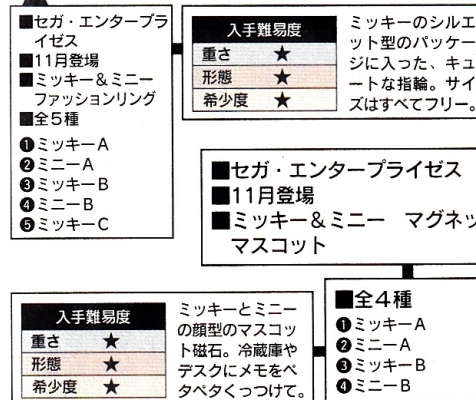 ■セガ・エンタープラ
イゼス
■11月登場
■ミッキー&ミニー
ファッションリング
■全5種
❶ミッキーA
❷ミニーA
❸ミッキーB
❹ミニーB
❺ミッキーC
入手難易度
重さ ★
形態 ★
希少度 ★
ミッキーのシルエ
ット型のパッケー
ジに入った、キュ
ートな指輪。サイ
ズはすべてフリー。
■セガ・エンタープライゼス
■11月登場
■ミッキー&ミニー マグネッ
マスコット
入手難易度
重さ ★
形態 ★
希少度 ★
ミッキーとミニー
の顔型のマスコッ
ト磁石。冷蔵庫や
デスクにメモをペ
タペタくっつけて。
■全4種
❶ミッキーA
❷ミニーA
❸ミッキーB
❹ミニーB